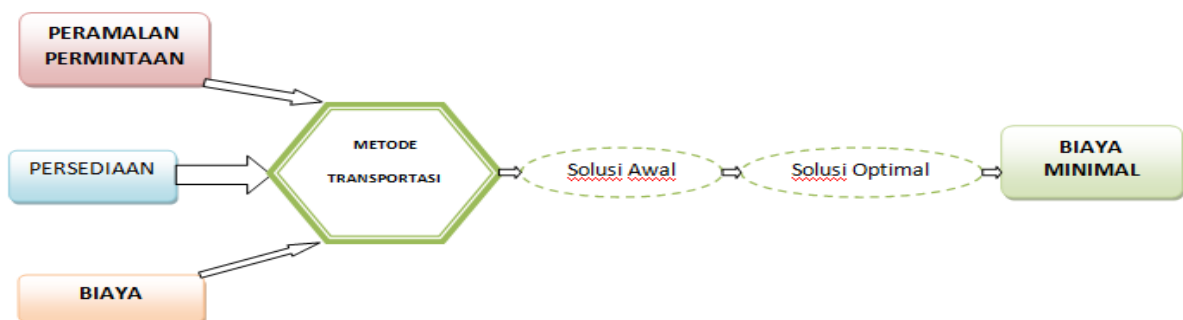 PERAMALAN
PERMINTAAN
PERSEDIAAN
BIAYA
METODE
TRANSPORTASI
Solusi Awal
Solusi Optimal
BIAYA
MINIMAL